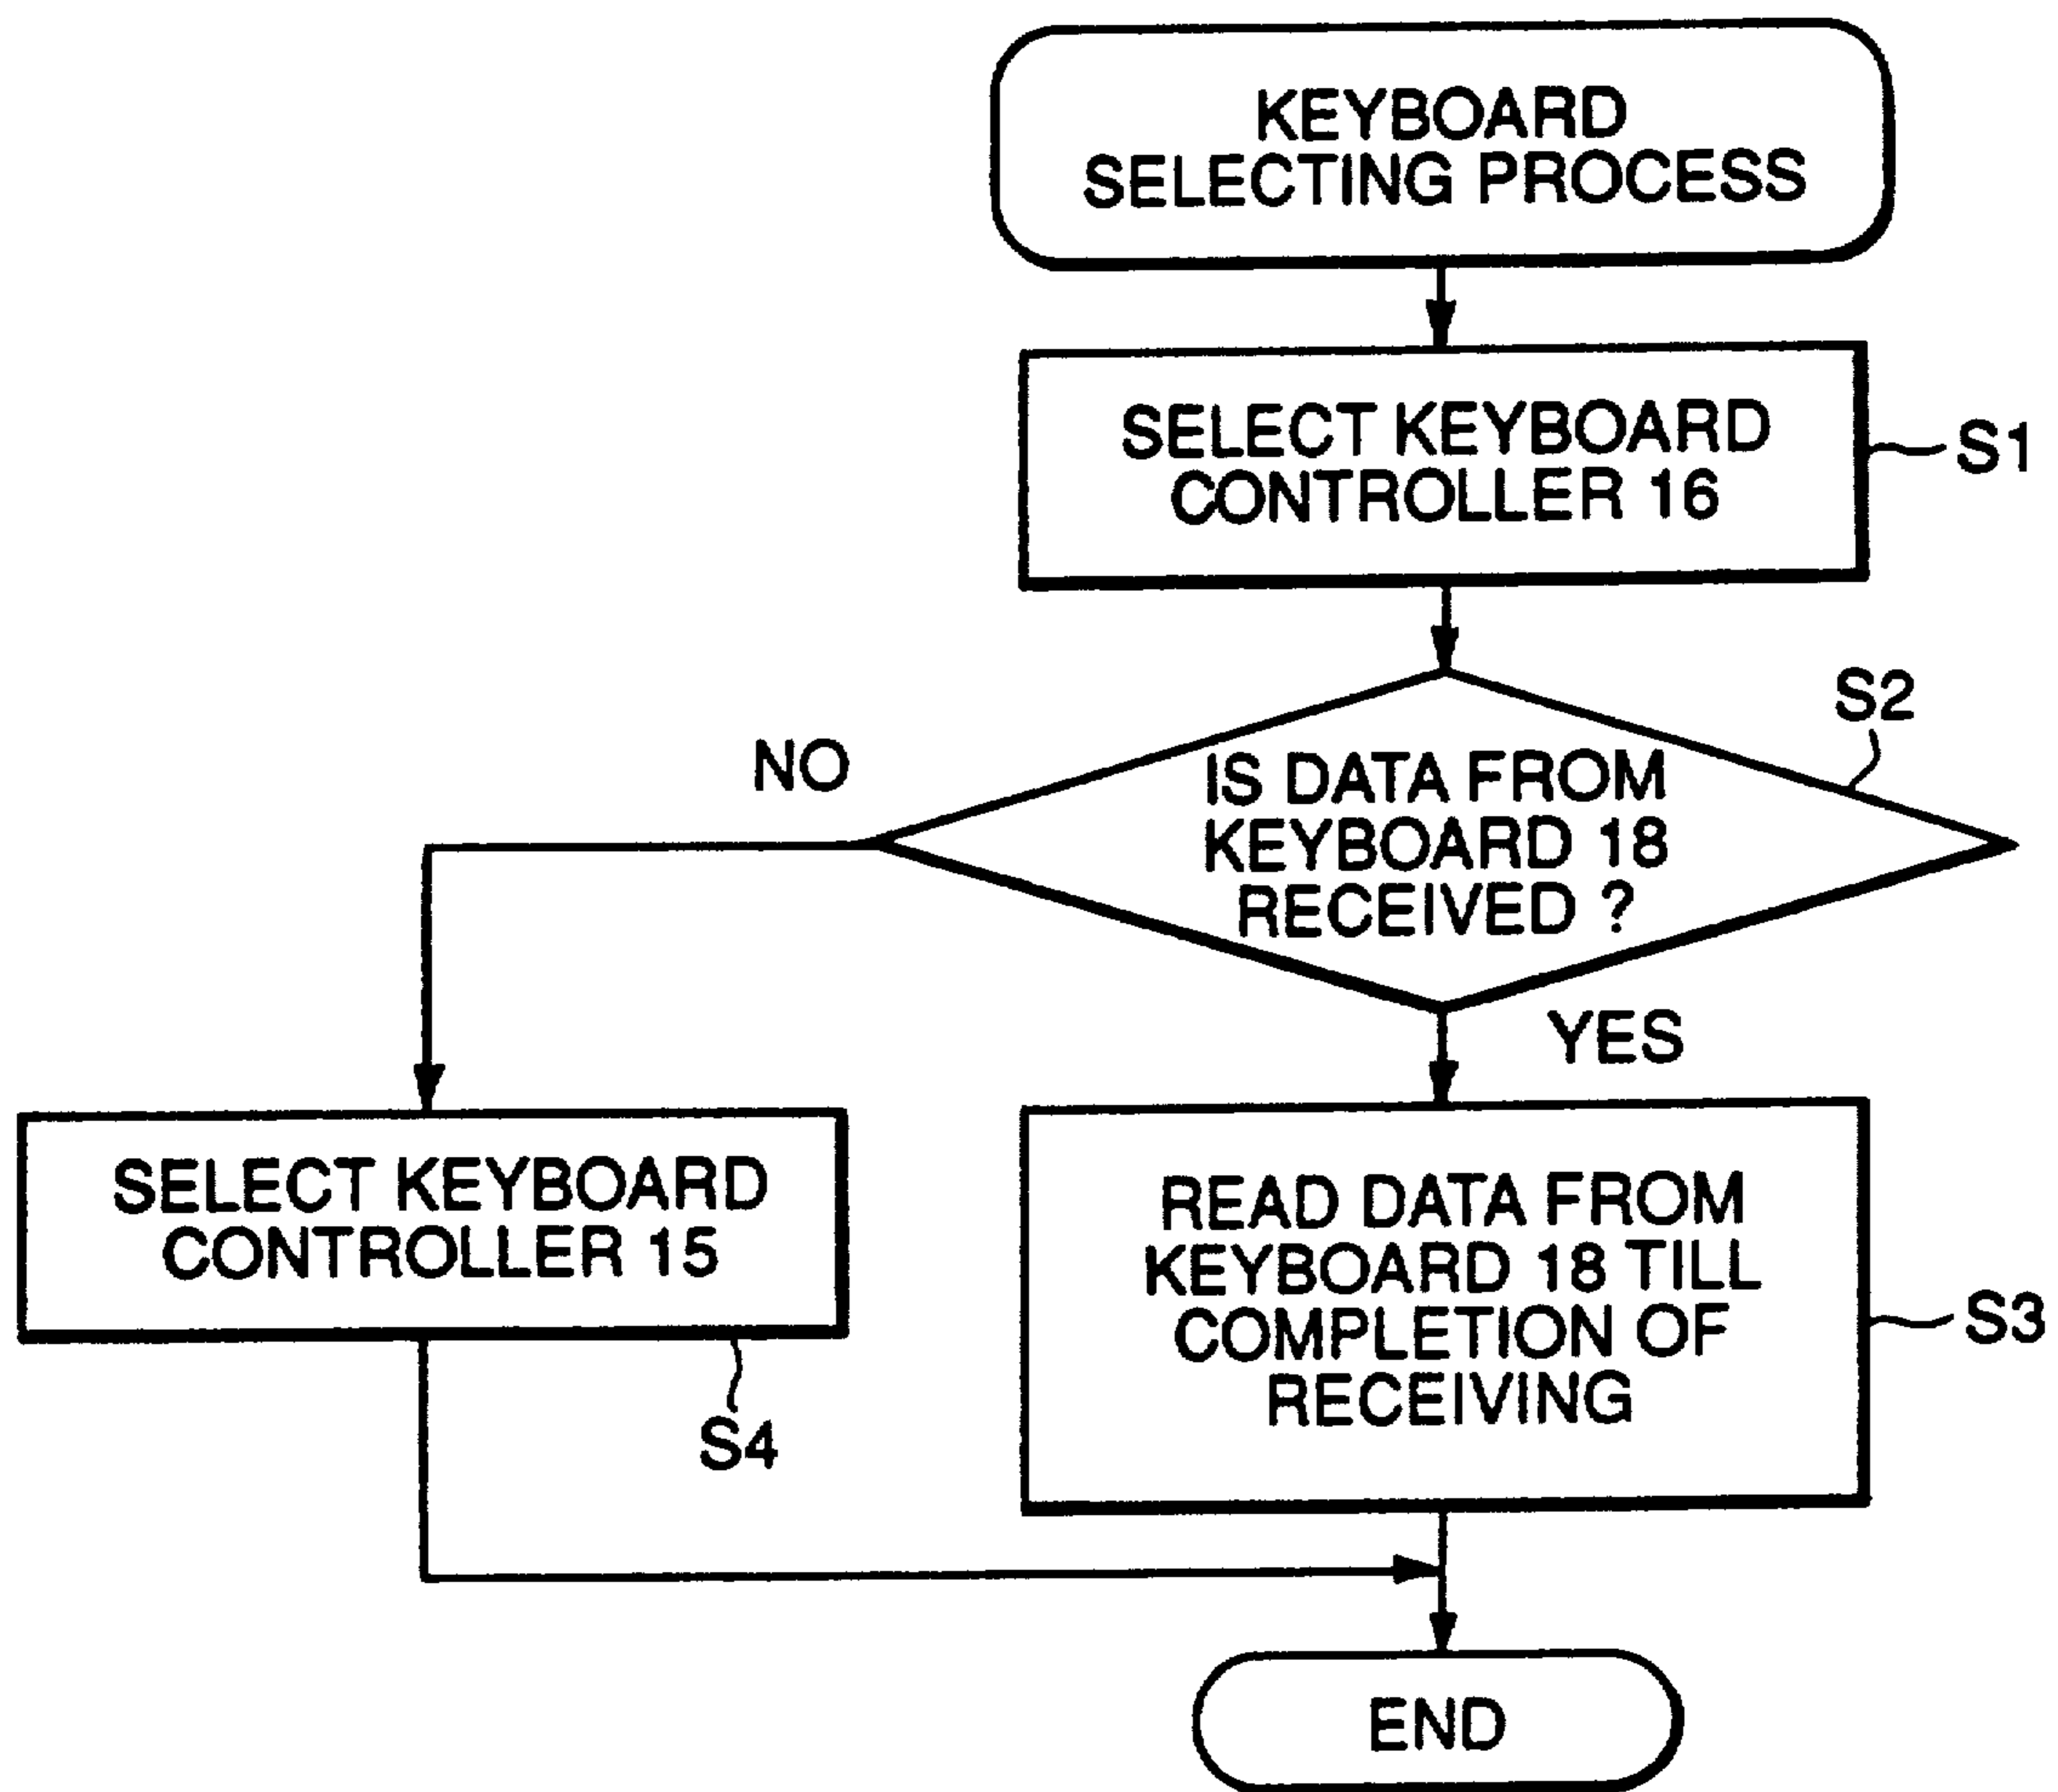 KEYBOARD
SELECTING PROCESS
SELECT KEYBOARD
CONTROLLER 16
S1
S2
NO
IS DATA FROM
KEYBOARD 18
RECEIVED ?
YES
SELECT KEYBOARD
CONTROLLER 15
S4
READ DATA FROM
KEYBOARD 18 TILL
COMPLETION OF
RECEIVING
S3
END